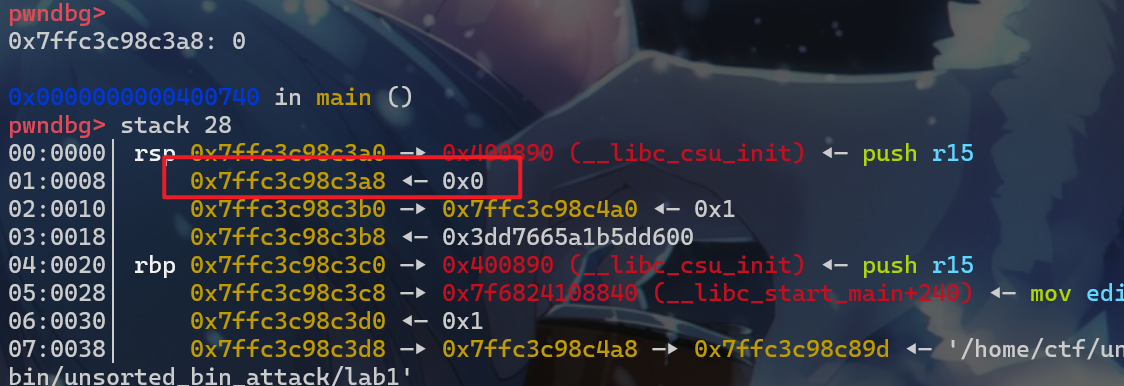 pwndbg>
0x7ffc3c98c3a8: 0
0x0000000000400740 in main ()
pwndbg> stack 28
00:0000│ rsp 0x7ffc3c98c3a0 —▸ 0x400890 (__libc_csu_init) ◂— push r15
01:0008│ 0x7ffc3c98c3a8 ◂— 0x0
02:0010│ 0x7ffc3c98c3b0 —▸ 0x7ffc3c98c4a0 ◂— 0x1
03:0018│ 0x7ffc3c98c3b8 ◂— 0x3dd7665a1b5dd600
04:0020│ rbp 0x7ffc3c98c3c0 —▸ 0x400890 (__libc_csu_init) ◂— push r15
05:0028│ 0x7ffc3c98c3c8 —▸ 0x7f6824108840 (__libc_start_main+240) ◂— mov edi
06:0030│ 0x7ffc3c98c3d0 ◂— 0x1
07:0038│ 0x7ffc3c98c3d8 —▸ 0x7ffc3c98c4a8 —▸ 0x7ffc3c98c89d ◂— '/home/ctf/un
bin/unsorted_bin_attack/lab1'